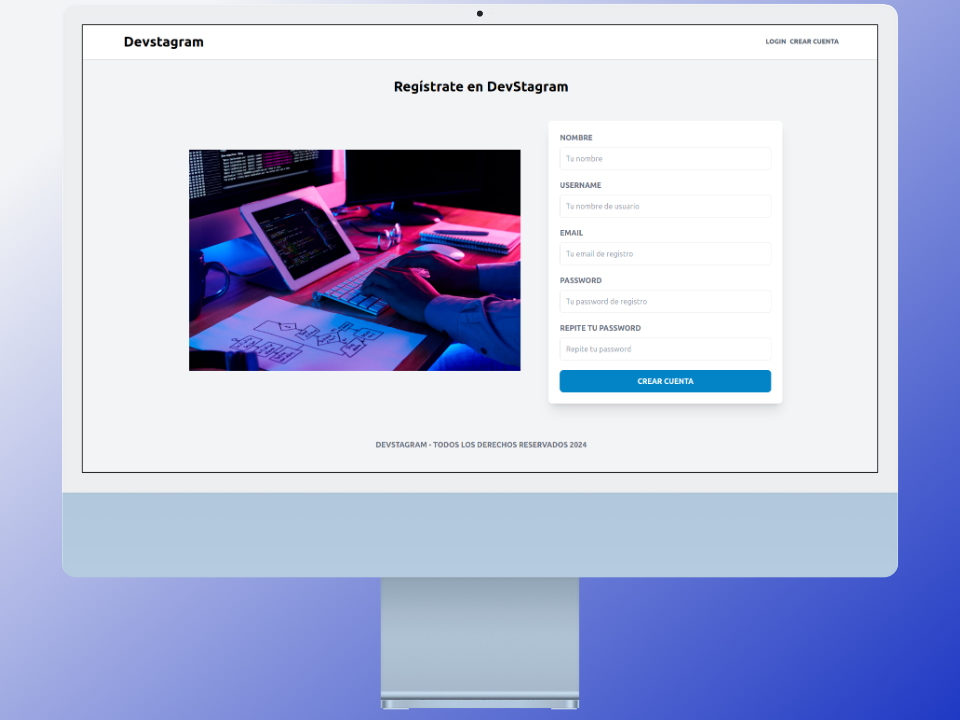 Devstagram
LOGIN CREAR CUENTA
Regístrate en DevStagram
NOMBRE
Tu nombre
USERNAME
Tu nombre de usuario
EMAIL
Tu email de registro
PASSWORD
Tu password de registro
REPITE TU PASSWORD
Repite tu password
CREAR CUENTA
DEVSTAGRAM - TODOS LOS DERECHOS RESERVADOS 2024